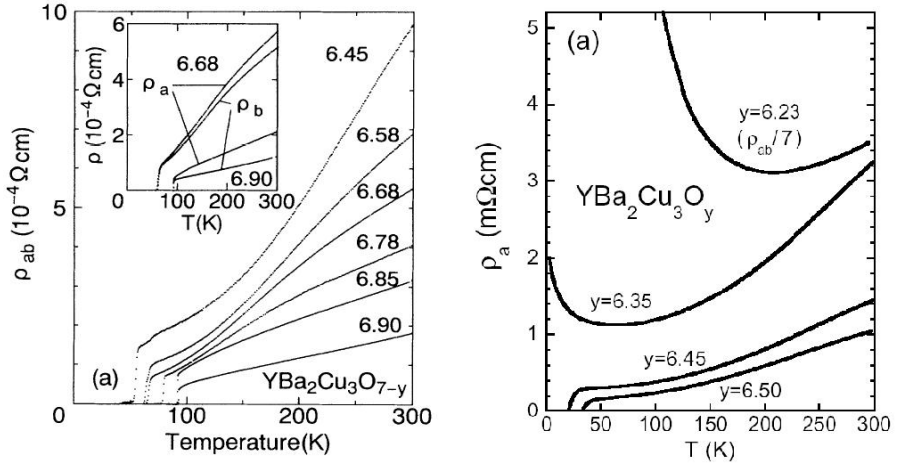 ρab (10⁻⁴ Ωcm)
10
5
0
6.45
6.58
6.68
6.78
6.85
6.90
(a)
YBa₂Cu₃O₇₋y
0 100 200 300
Temperature(K)
ρ (10⁻⁴ Ωcm)
6
4
2
0
6.68
ρa
ρb
6.90
0 100 200 300
T(K)
ρa (mΩcm)
5
4
3
2
1
0
(a)
y=6.23
(ρab/7)
YBa₂Cu₃Oy
y=6.35
y=6.45
y=6.50
0 50 100 150 200 250 300
T (K)